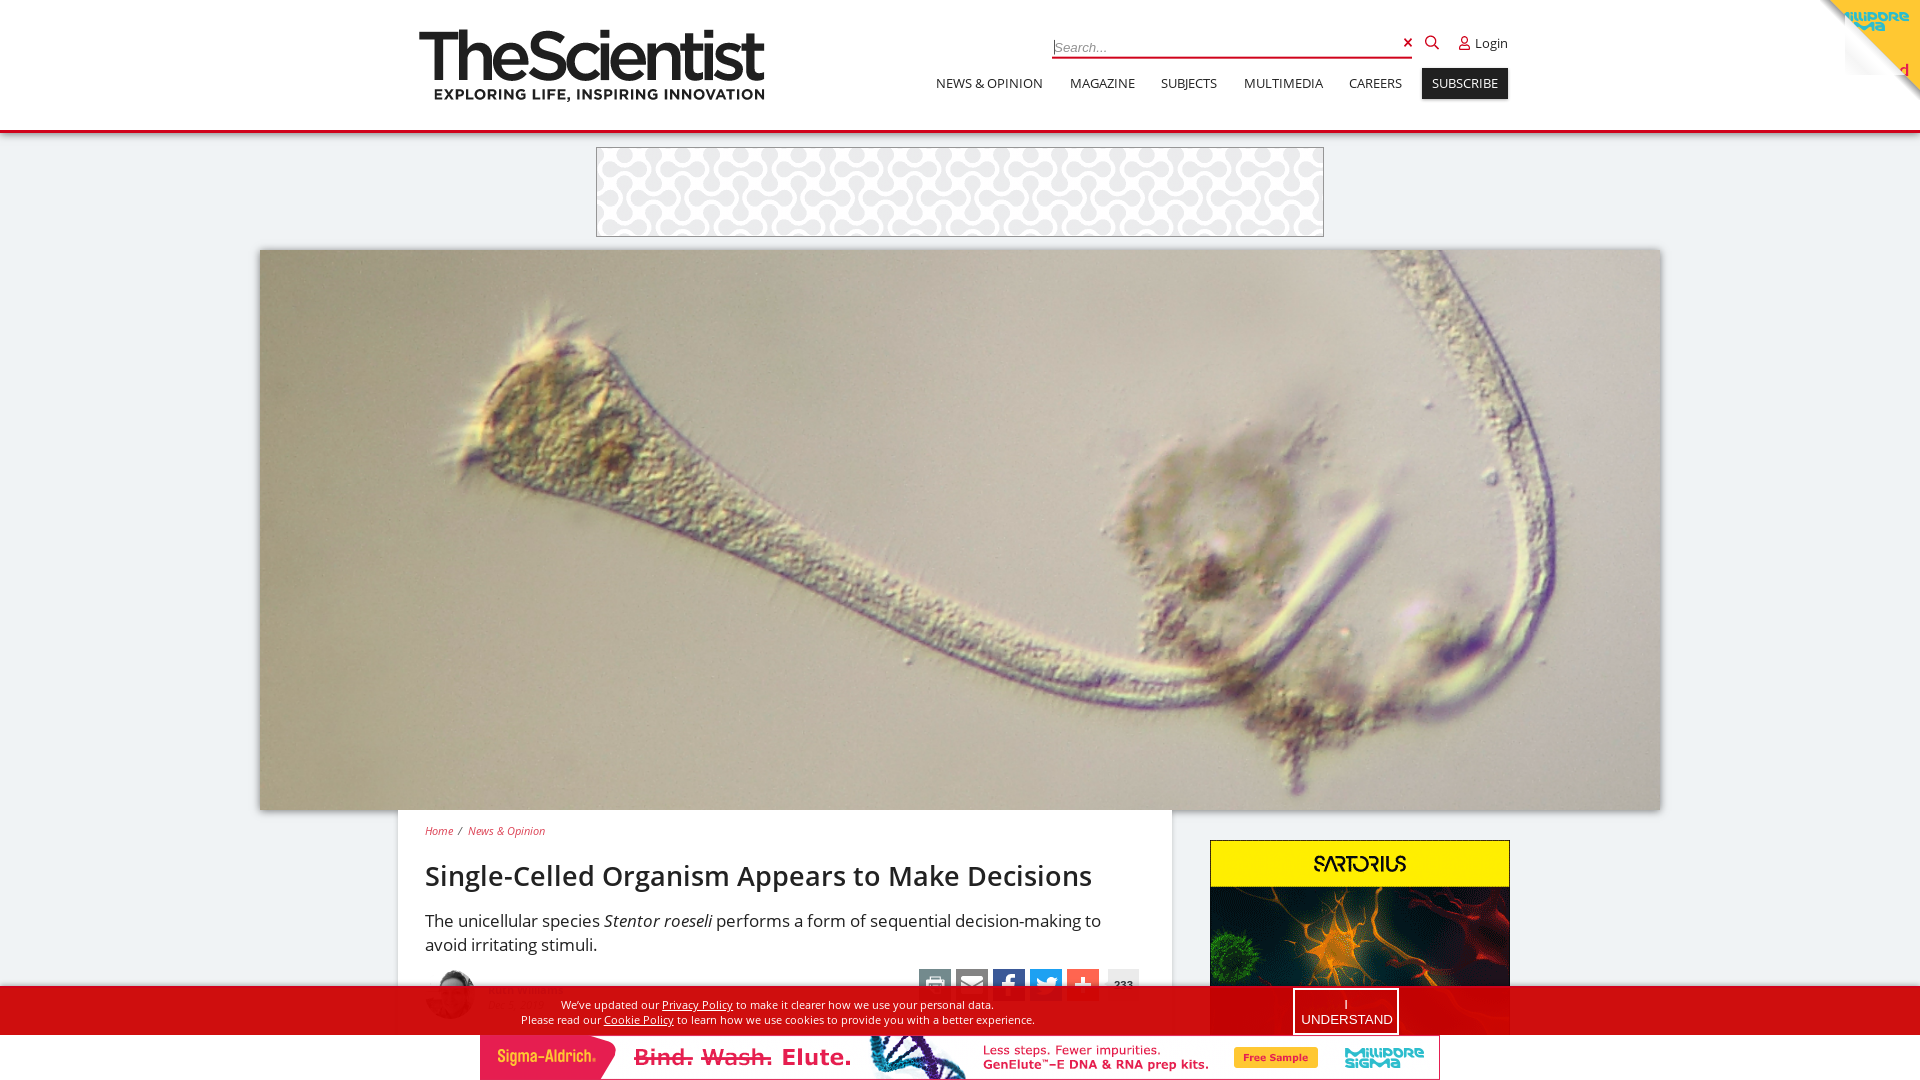 TheScientist
EXPLORING LIFE, INSPIRING INNOVATION
Search...
Login
NEWS & OPINION
MAGAZINE
SUBJECTS
MULTIMEDIA
CAREERS
SUBSCRIBE
Home / News & Opinion
Single-Celled Organism Appears to Make Decisions
The unicellular species Stentor roeseli performs a form of sequential decision-making to
avoid irritating stimuli.
233
SARTORIUS
We've updated our Privacy Policy to make it clearer how we use your personal data.
Please read our Cookie Policy to learn how we use cookies to provide you with a better experience.
I
UNDERSTAND
Sigma-Aldrich.
Bind. Wash. Elute.
Less steps. Fewer impurities.
GenElute™–E DNA & RNA prep kits.
Free Sample
Millipore
Sigma